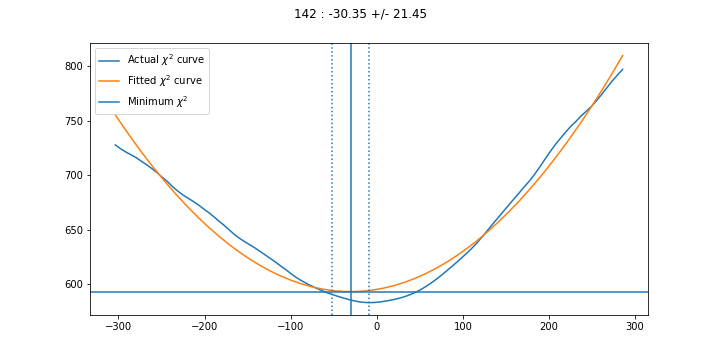 142 : -30.35 +/- 21.45
Actual χ² curve
Fitted χ² curve
Minimum χ²
800
750
700
650
600
−300 −200 −100 0 100 200 300